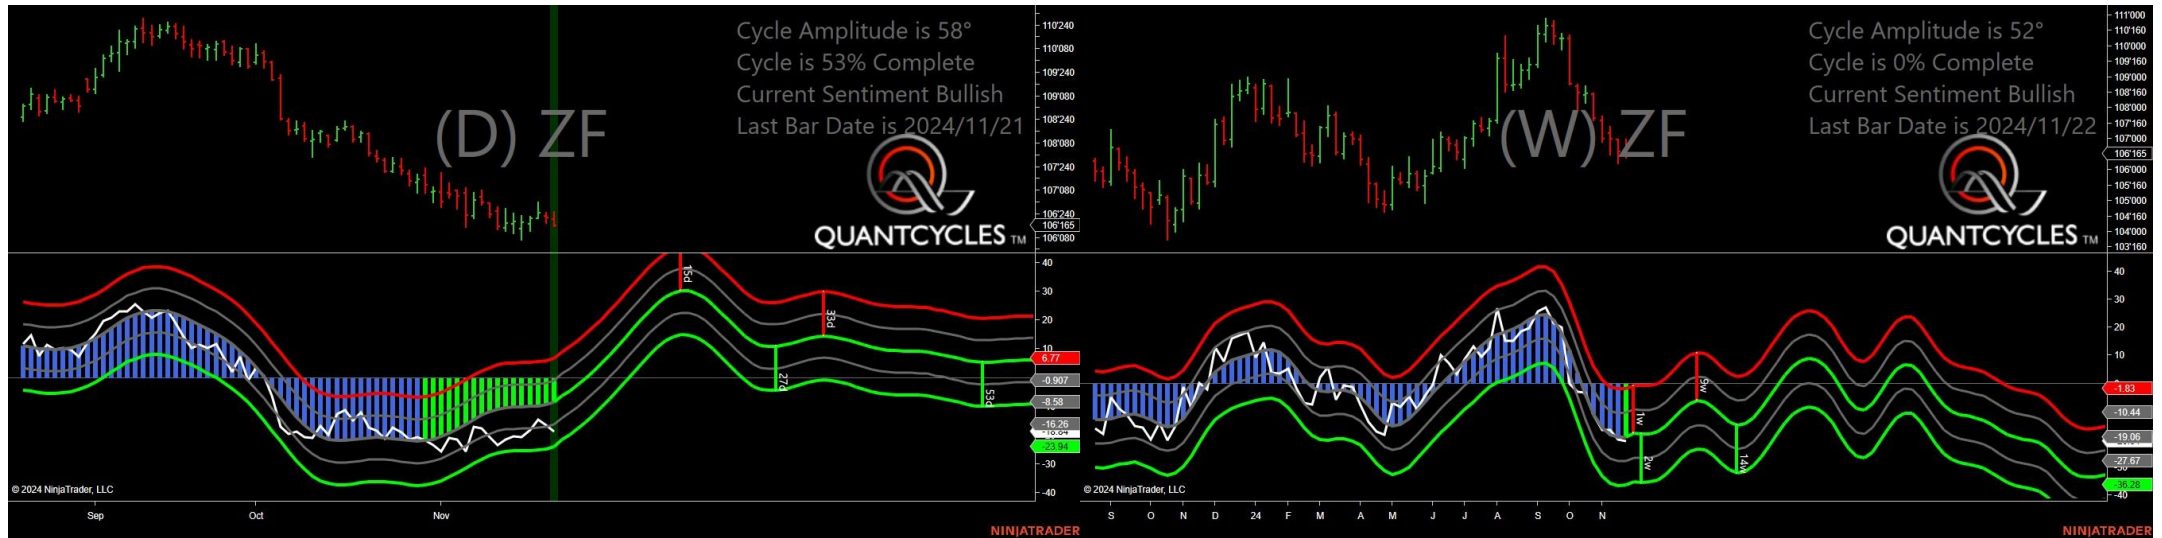 Cycle Amplitude is 58°
Cycle is 53% Complete
Current Sentiment Bullish
Last Bar Date is 2024/11/21
(D) ZF
QUANTCYCLES TM
110'240
110'080
109'240
109'080
108'240
108'080
107'240
107'080
106'240
106'165
106'080
15d
33d
27d
53d
40
30
20
10
6.77
-0.907
-8.58
-16.26
-23.94
-30
-40
© 2024 NinjaTrader, LLC
Sep
Oct
Nov
NINJATRADER
Cycle Amplitude is 52°
Cycle is 0% Complete
Current Sentiment Bullish
Last Bar Date is 2024/11/22
(W) ZF
QUANTCYCLES TM
111'000
110'160
110'000
109'160
109'000
108'160
108'000
107'160
107'000
106'165
106'000
105'160
105'000
104'160
104'000
103'160
1w
9w
2w
14w
40
30
20
10
-1.83
-10.44
-19.06
-27.67
-36.28
-40
© 2024 NinjaTrader, LLC
S O N D 24 F M A M J J A S O N
NINJATRADER